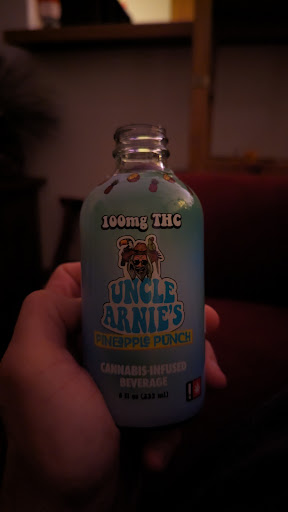 100mg THC
UNCLE
ARNIE'S
PINEAPPLE PUNCH
CANNABIS-INFUSED
BEVERAGE